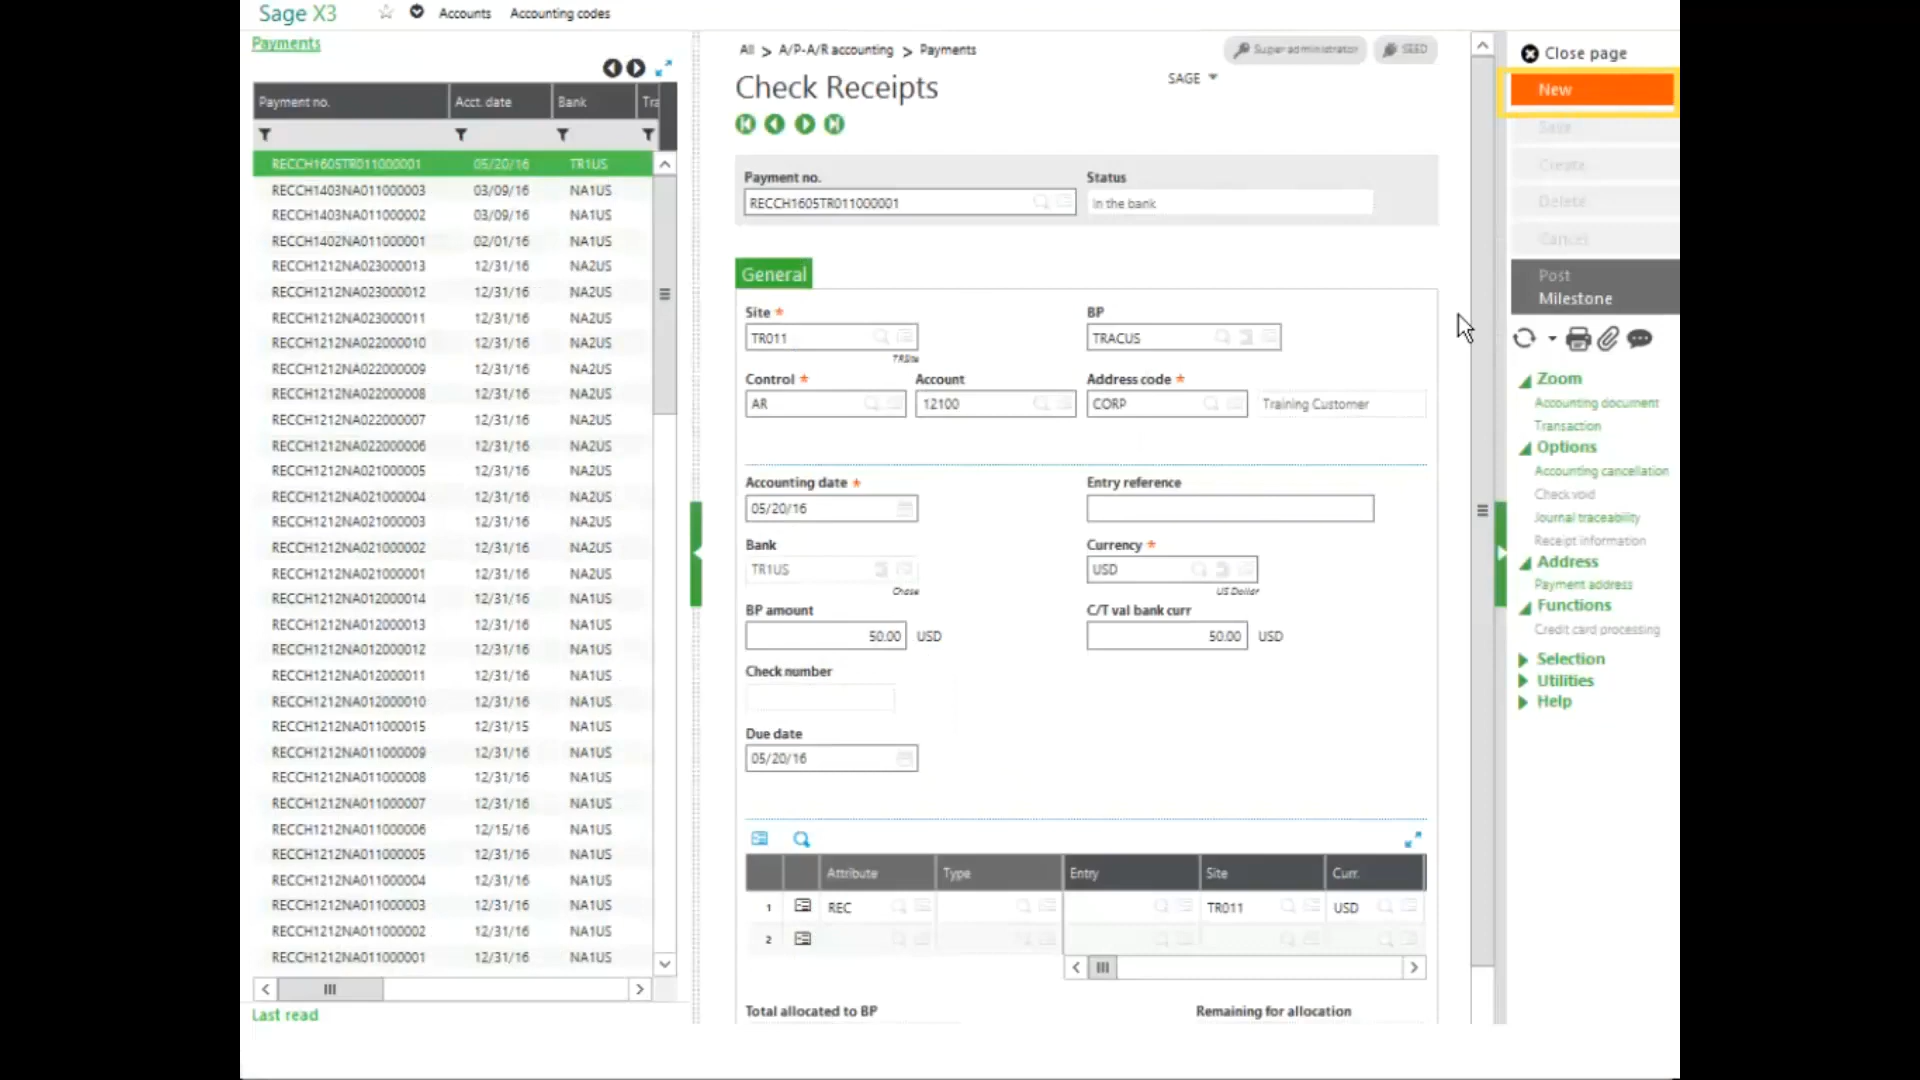 Sage X3
Accounts
Accounting codes
Payments
Payment no. Acct. date Bank Tra
RECCH1605TR011000001 05/20/16 TR1US
RECCH1403NA011000003 03/09/16 NA1US
RECCH1403NA011000002 03/09/16 NA1US
RECCH1402NA011000001 02/01/16 NA1US
RECCH1212NA023000013 12/31/16 NA2US
RECCH1212NA023000012 12/31/16 NA2US
RECCH1212NA023000011 12/31/16 NA2US
RECCH1212NA022000010 12/31/16 NA2US
RECCH1212NA022000009 12/31/16 NA2US
RECCH1212NA022000008 12/31/16 NA2US
RECCH1212NA022000007 12/31/16 NA2US
RECCH1212NA022000006 12/31/16 NA2US
RECCH1212NA021000005 12/31/16 NA2US
RECCH1212NA021000004 12/31/16 NA2US
RECCH1212NA021000003 12/31/16 NA2US
RECCH1212NA021000002 12/31/16 NA2US
RECCH1212NA021000001 12/31/16 NA2US
RECCH1212NA012000014 12/31/16 NA1US
RECCH1212NA012000013 12/31/16 NA1US
RECCH1212NA012000012 12/31/16 NA1US
RECCH1212NA012000011 12/31/16 NA1US
RECCH1212NA012000010 12/31/16 NA1US
RECCH1212NA011000015 12/31/15 NA1US
RECCH1212NA011000009 12/31/16 NA1US
RECCH1212NA011000008 12/31/16 NA1US
RECCH1212NA011000007 12/31/16 NA1US
RECCH1212NA011000006 12/15/16 NA1US
RECCH1212NA011000005 12/31/16 NA1US
RECCH1212NA011000004 12/31/16 NA1US
RECCH1212NA011000003 12/31/16 NA1US
RECCH1212NA011000002 12/31/16 NA1US
RECCH1212NA011000001 12/31/16 NA1US
Last read
All > A/P-A/R accounting > Payments
Super administrator
SEED
Check Receipts
SAGE
Payment no. Status
RECCH1605TR011000001 In the bank
General
Site * BP
TR011 TRACUS
TRSite
Control * Account Address code *
AR 12100 CORP Training Customer
Accounting date * Entry reference
05/20/16
Bank Currency *
TR1US USD
Chase US Dollar
BP amount C/T val bank curr
50.00 USD 50.00 USD
Check number
Due date
05/20/16
Attribute Type Entry Site Curr.
1 REC TR011 USD
2
Total allocated to BP Remaining for allocation
Close page
New
Save
Create
Delete
Cancel
Post
Milestone
Zoom
Accounting document
Transaction
Options
Accounting cancellation
Check void
Journal traceability
Receipt information
Address
Payment address
Functions
Credit card processing
Selection
Utilities
Help